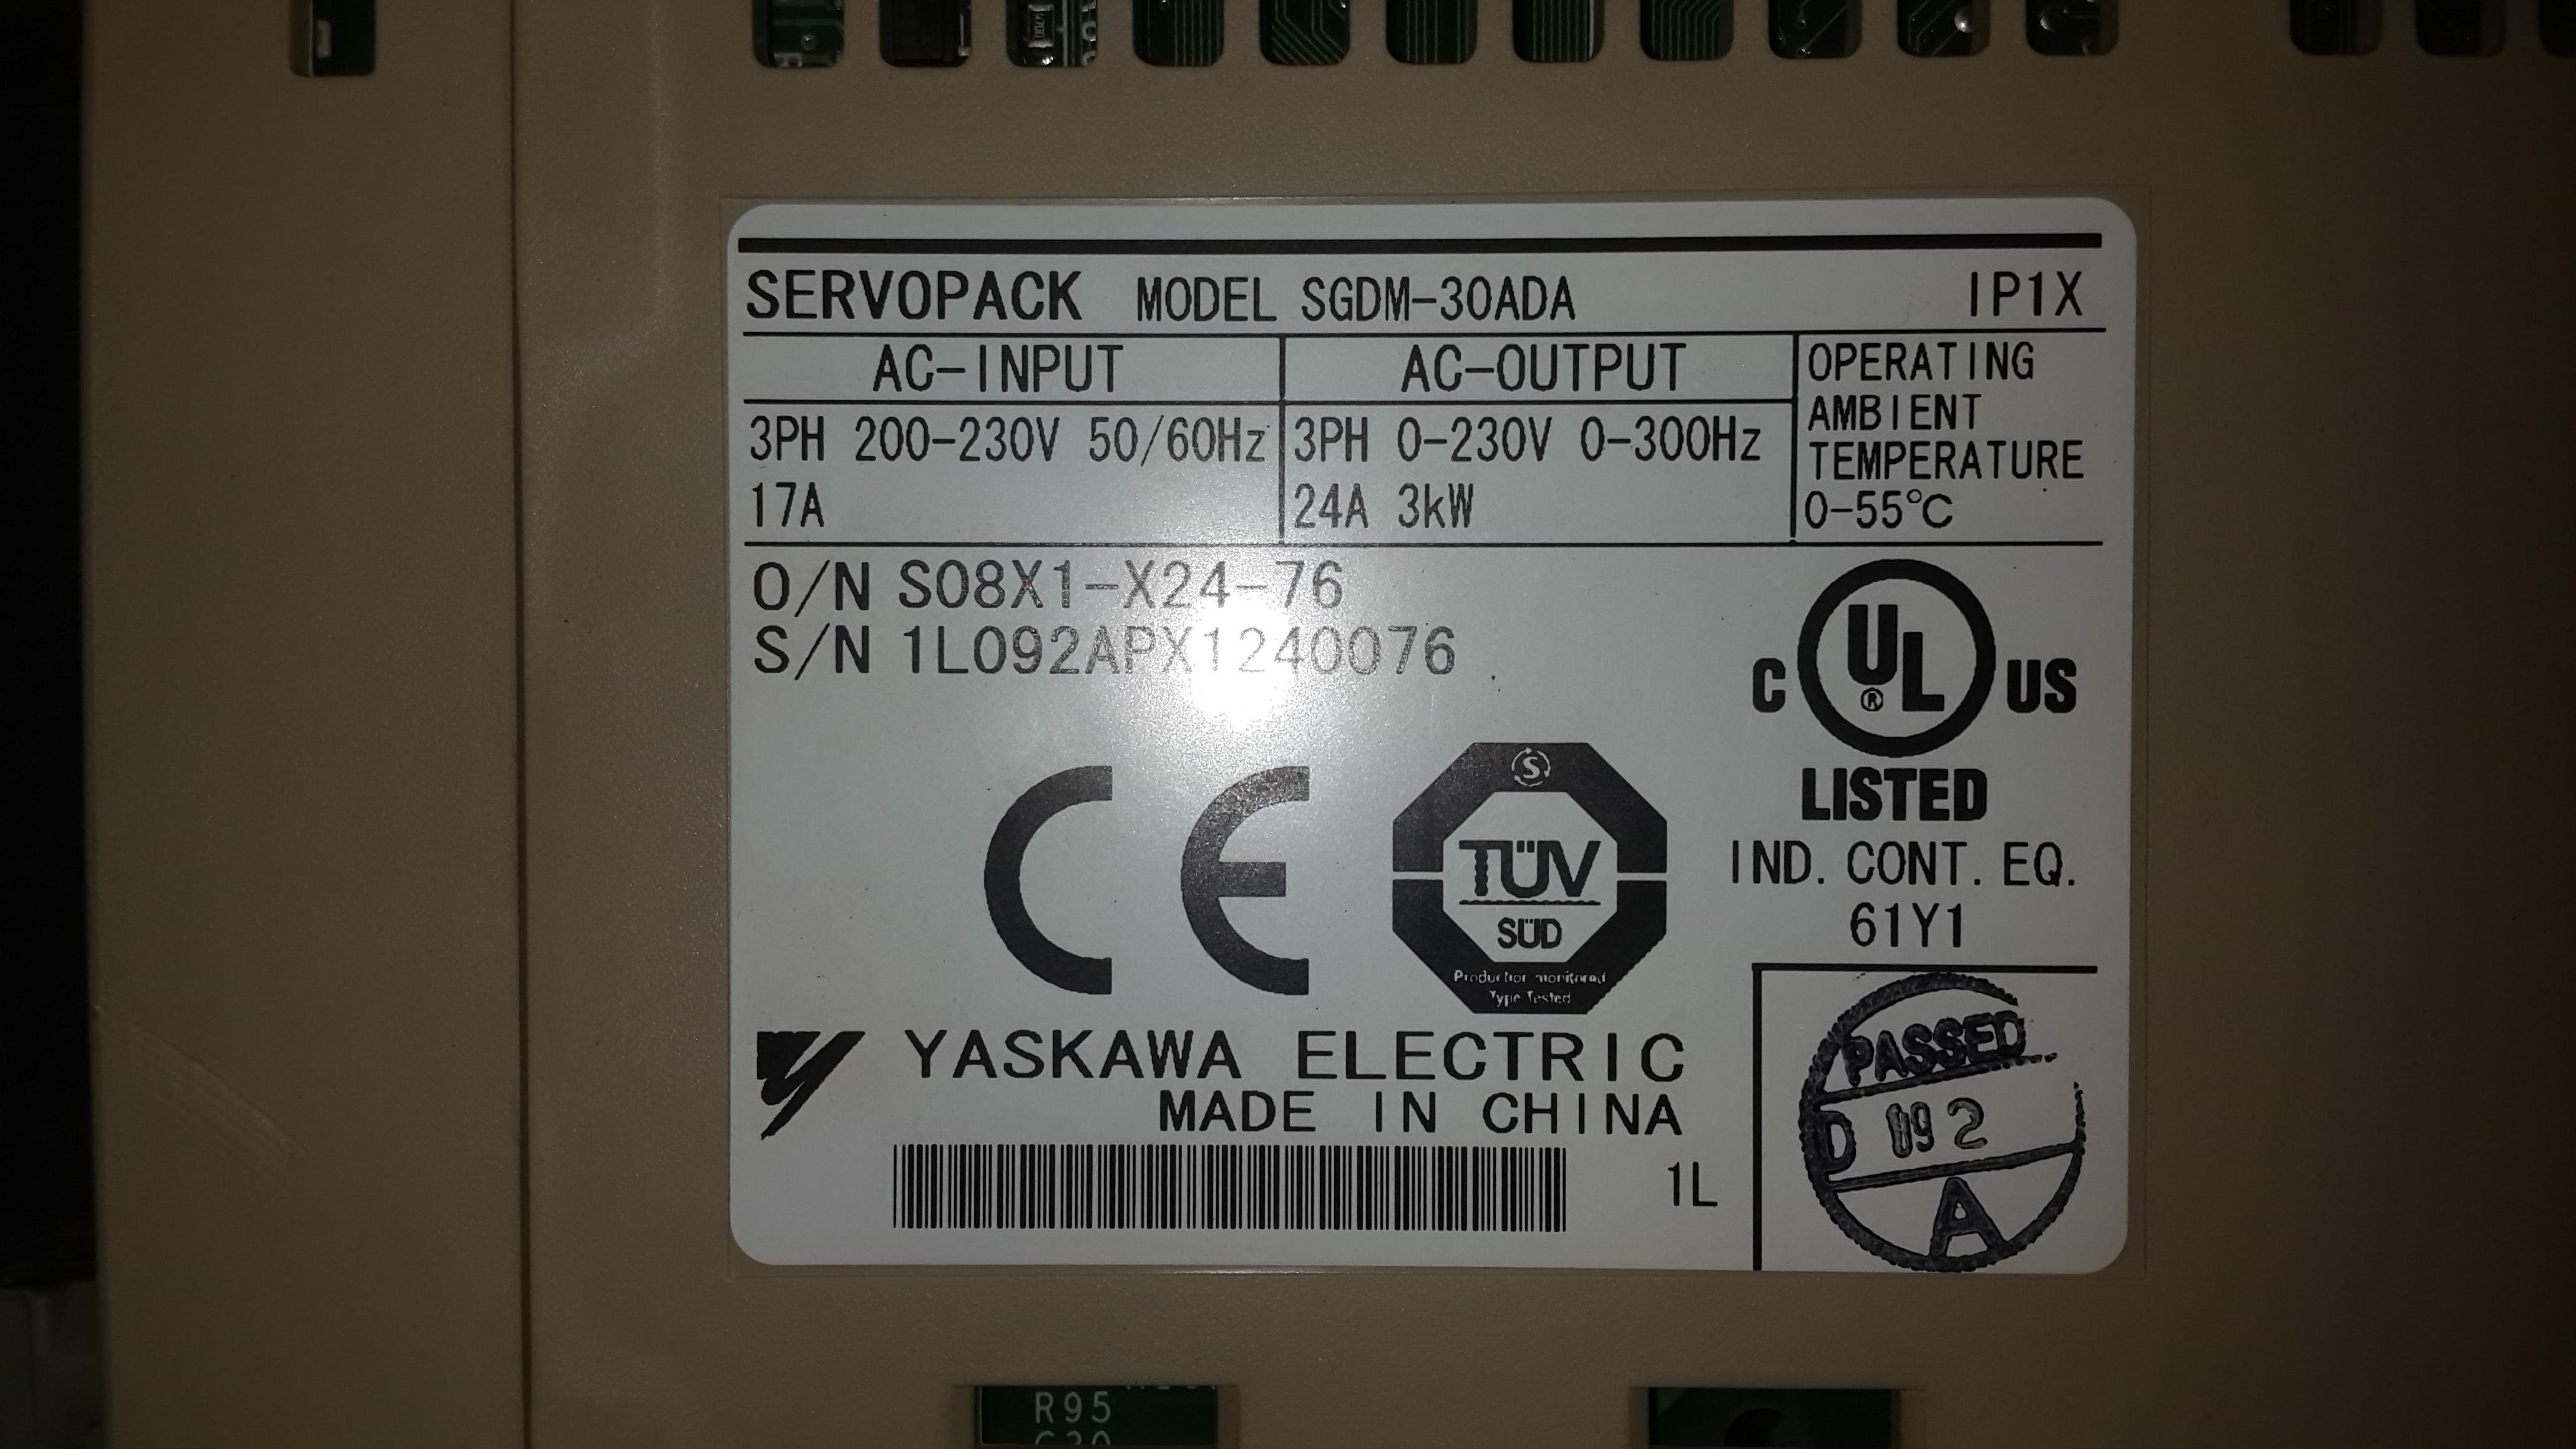 SERVOPACK MODEL SGDM-30ADA IP1X
AC-INPUT AC-OUTPUT OPERATING
AMBIENT
TEMPERATURE
0-55℃
3PH 200-230V 50/60Hz 3PH 0-230V 0-300Hz
17A 24A 3kW
O/N S08X1-X24-76
S/N 1L092APX1240076
C UL® US
LISTED
IND. CONT. EQ.
61Y1
CE
S
TÜV
SÜD
Production monitored
Type Tested
YASKAWA ELECTRIC
MADE IN CHINA
1L
PASSED
D 092
A
R95